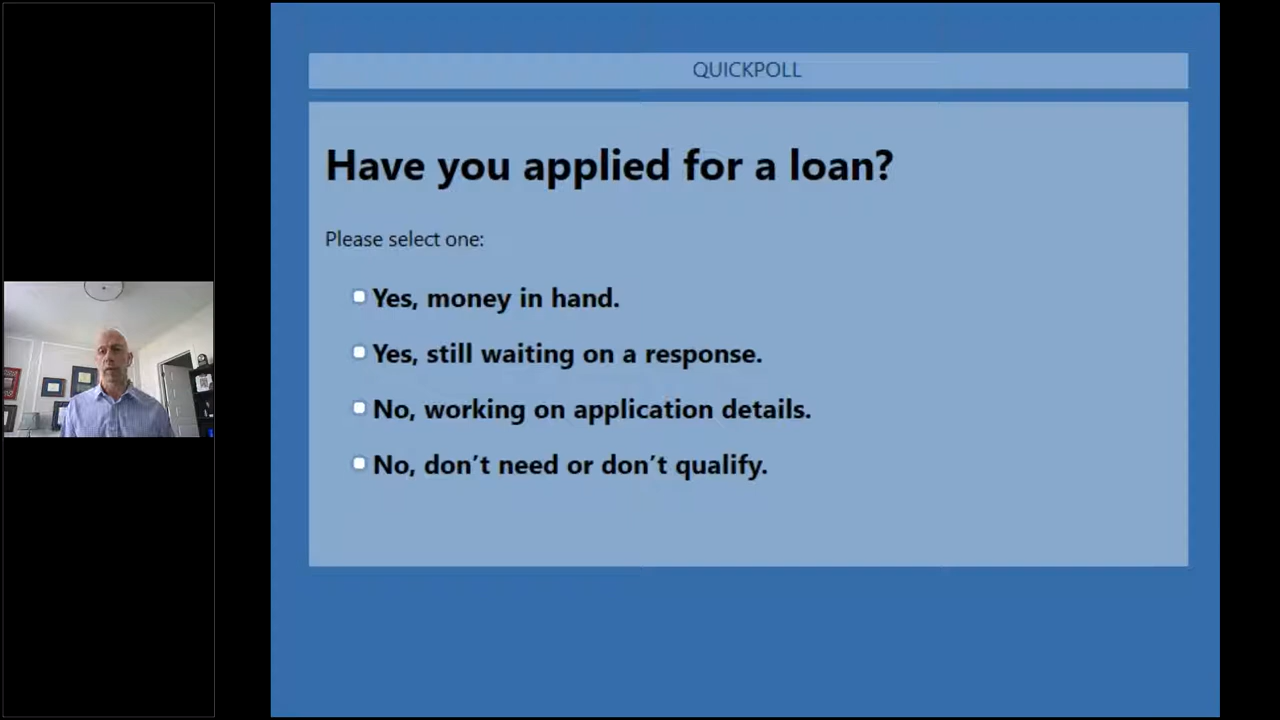 QUICKPOLL
Have you applied for a loan?
Please select one:
Yes, money in hand.
Yes, still waiting on a response.
No, working on application details.
No, don’t need or don’t qualify.